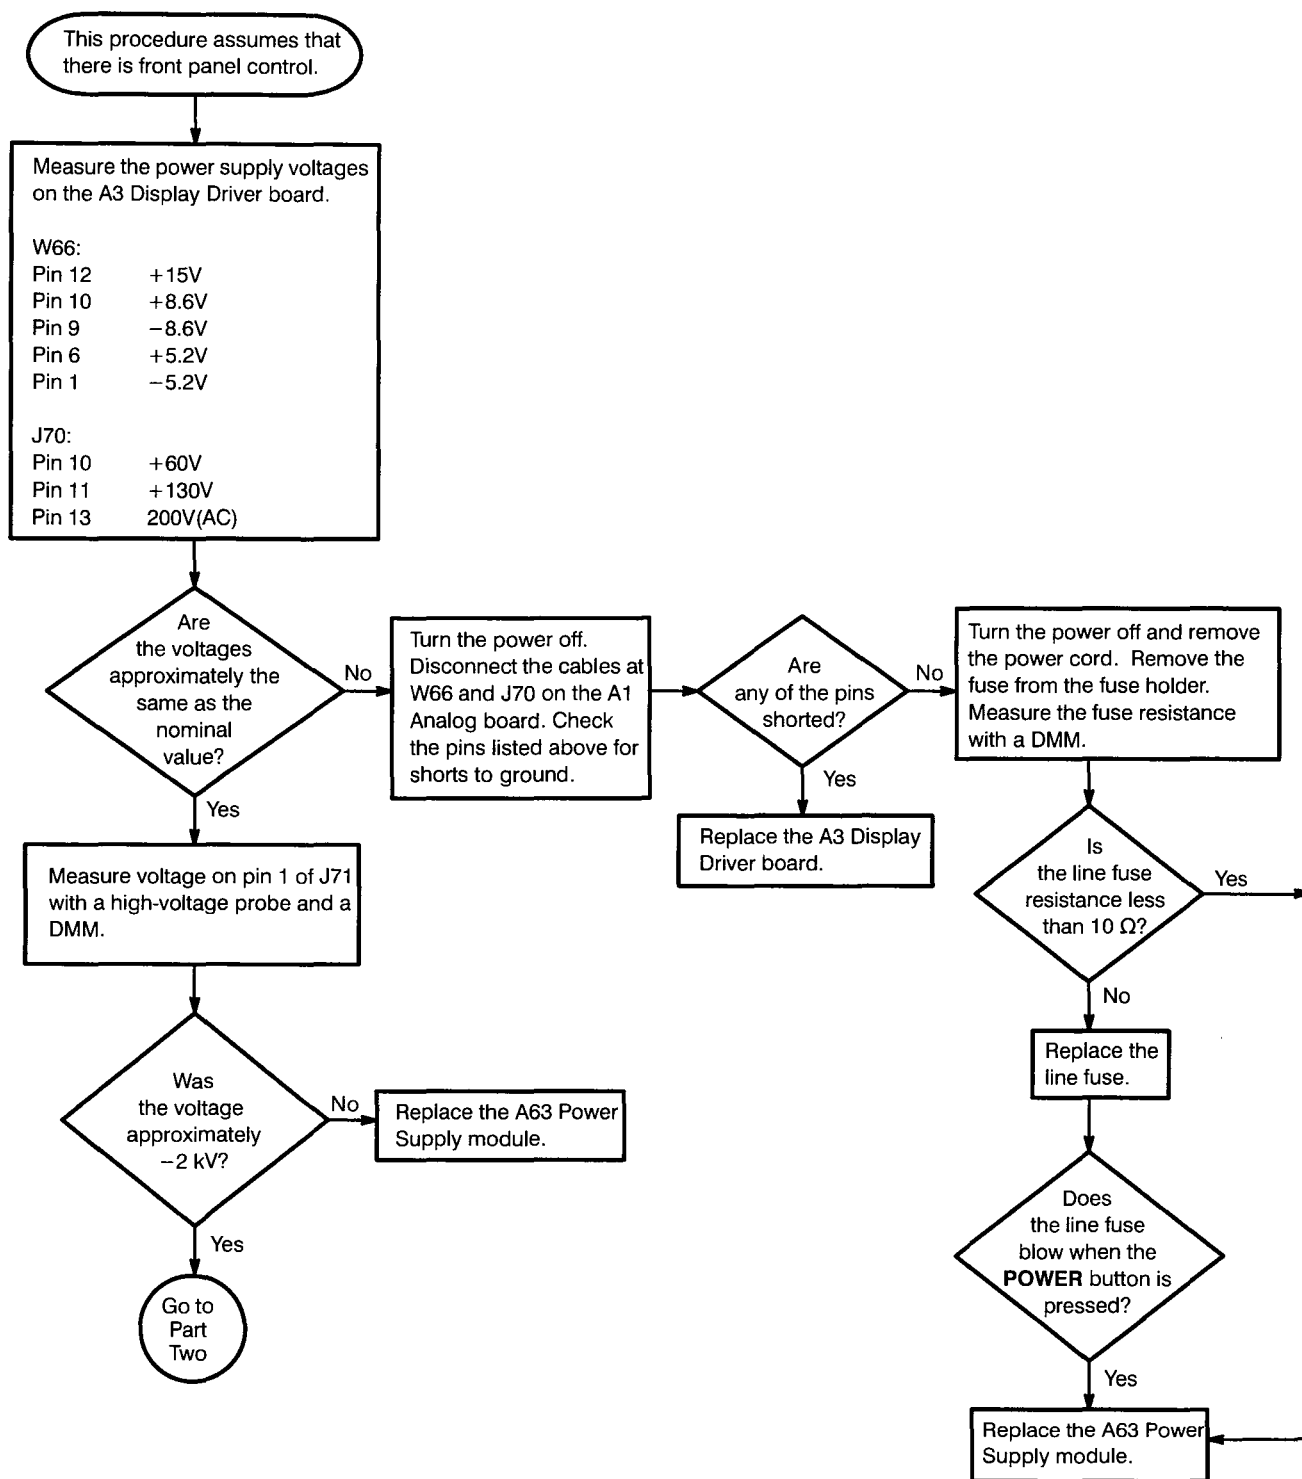 This procedure assumes that
there is front panel control.
Measure the power supply voltages
on the A3 Display Driver board.
W66:
Pin 12 +15V
Pin 10 +8.6V
Pin 9 −8.6V
Pin 6 +5.2V
Pin 1 −5.2V
J70:
Pin 10 +60V
Pin 11 +130V
Pin 13 200V(AC)
Are
the voltages
approximately the
same as the
nominal
value?
No
Turn the power off.
Disconnect the cables at
W66 and J70 on the A1
Analog board. Check
the pins listed above for
shorts to ground.
Are
any of the pins
shorted?
No
Turn the power off and remove
the power cord. Remove the
fuse from the fuse holder.
Measure the fuse resistance
with a DMM.
Yes
Replace the A3 Display
Driver board.
Is
the line fuse
resistance less
than 10 Ω?
Yes
No
Replace the
line fuse.
Does
the line fuse
blow when the
POWER button is
pressed?
Yes
Replace the A63 Power
Supply module.
Yes
Measure voltage on pin 1 of J71
with a high-voltage probe and a
DMM.
Was
the voltage
approximately
−2 kV?
No
Replace the A63 Power
Supply module.
Yes
Go to
Part
Two